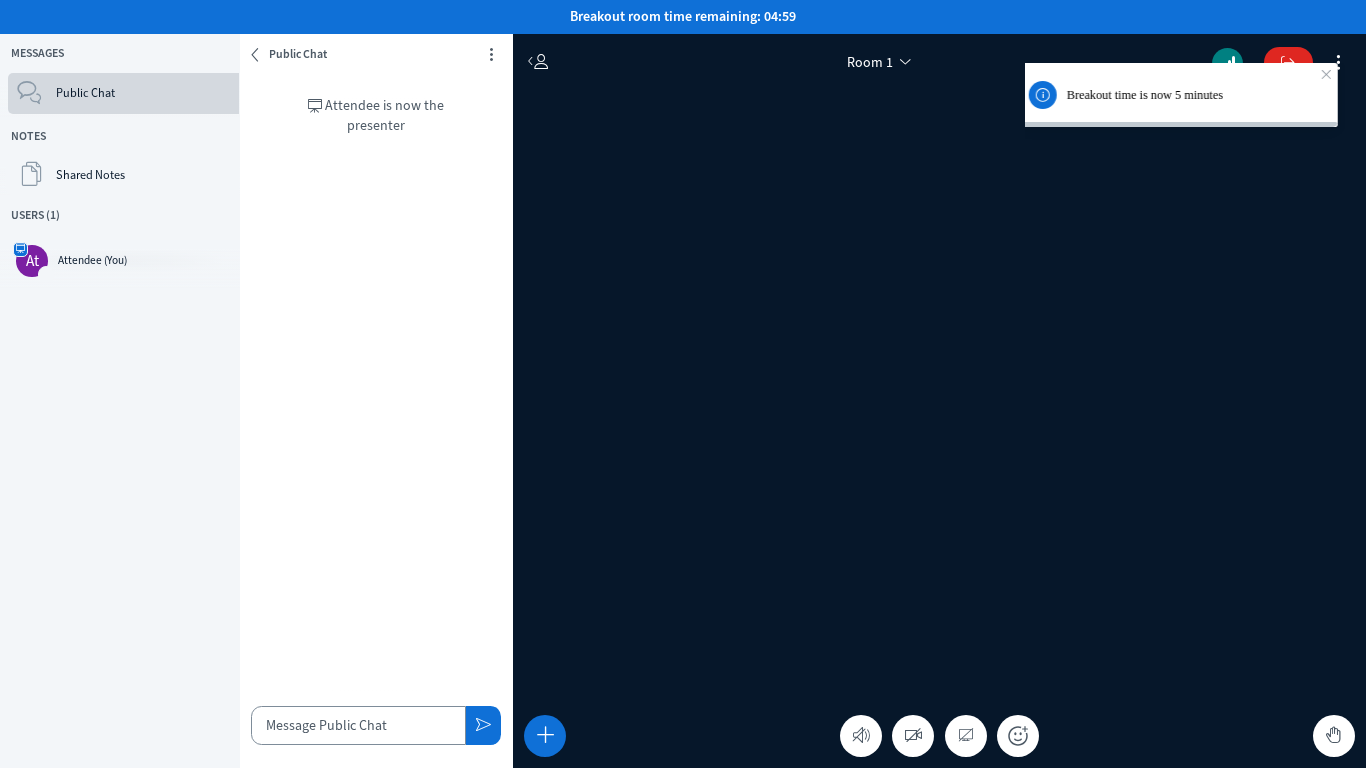 Breakout room time remaining: 04:59
MESSAGES
Public Chat
NOTES
Shared Notes
USERS (1)
At
Attendee (You)
Public Chat
Attendee is now the
presenter
Message Public Chat
Room 1
Breakout time is now 5 minutes